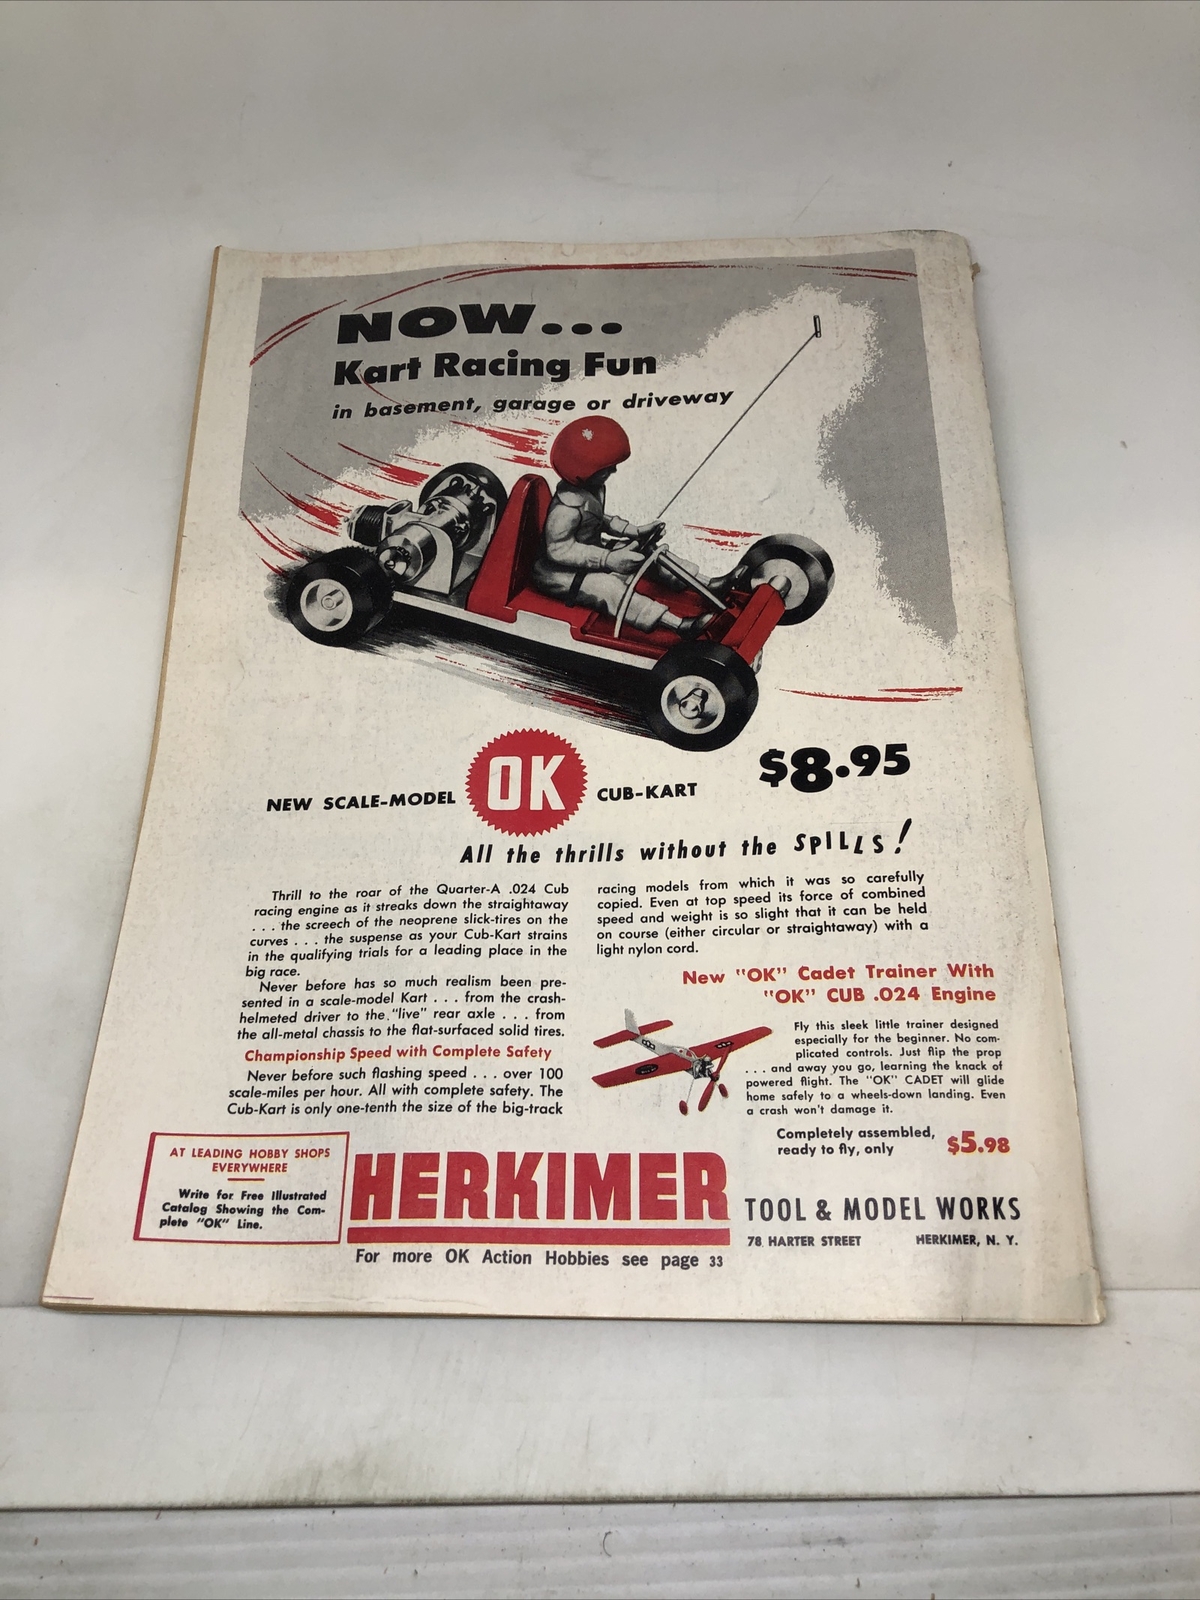 NOW...
Kart Racing Fun
in basement, garage or driveway
NEW SCALE-MODEL OK CUB-KART
$8.95
All the thrills without the SPILLS!
Thrill to the roar of the Quarter-A .024 Cub
racing engine as it streaks down the straightaway
. . . the screech of the neoprene slick-tires on the
curves . . . the suspense as your Cub-Kart strains
in the qualifying trials for a leading place in the
big race.
Never before has so much realism been pre-
sented in a scale-model Kart . . . from the crash-
helmeted driver to the "live" rear axle . . . from
the all-metal chassis to the flat-surfaced solid tires.
Championship Speed with Complete Safety
Never before such flashing speed . . . over 100
scale-miles per hour. All with complete safety. The
Cub-Kart is only one-tenth the size of the big-track
racing models from which it was so carefully
copied. Even at top speed its force of combined
speed and weight is so slight that it can be held
on course (either circular or straightaway) with a
light nylon cord.
New "OK" Cadet Trainer With
"OK" CUB .024 Engine
Fly this sleek little trainer designed
especially for the beginner. No com-
plicated controls. Just flip the prop
. . . and away you go, learning the knack of
powered flight. The "OK" CADET will glide
home safely to a wheels-down landing. Even
a crash won't damage it.
Completely assembled,
ready to fly, only $5.98
AT LEADING HOBBY SHOPS
EVERYWHERE
Write for Free Illustrated
Catalog Showing the Com-
plete "OK" Line.
HERKIMER
TOOL & MODEL WORKS
78 HARTER STREET HERKIMER, N. Y.
For more OK Action Hobbies see page 33